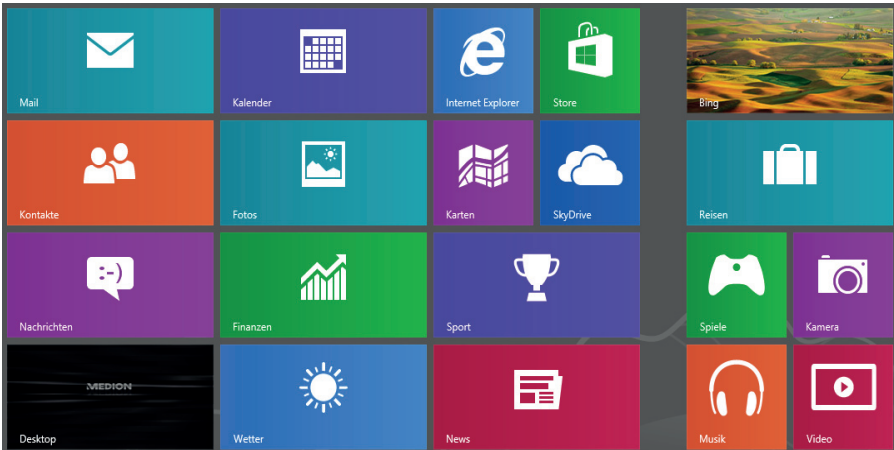 Mail
Kalender
Internet Explorer
Store
Bing
Kontakte
Fotos
Karten
SkyDrive
Reisen
Nachrichten
:-)
Finanzen
Sport
Spiele
Kamera
MEDION
Desktop
Wetter
News
Musik
Video